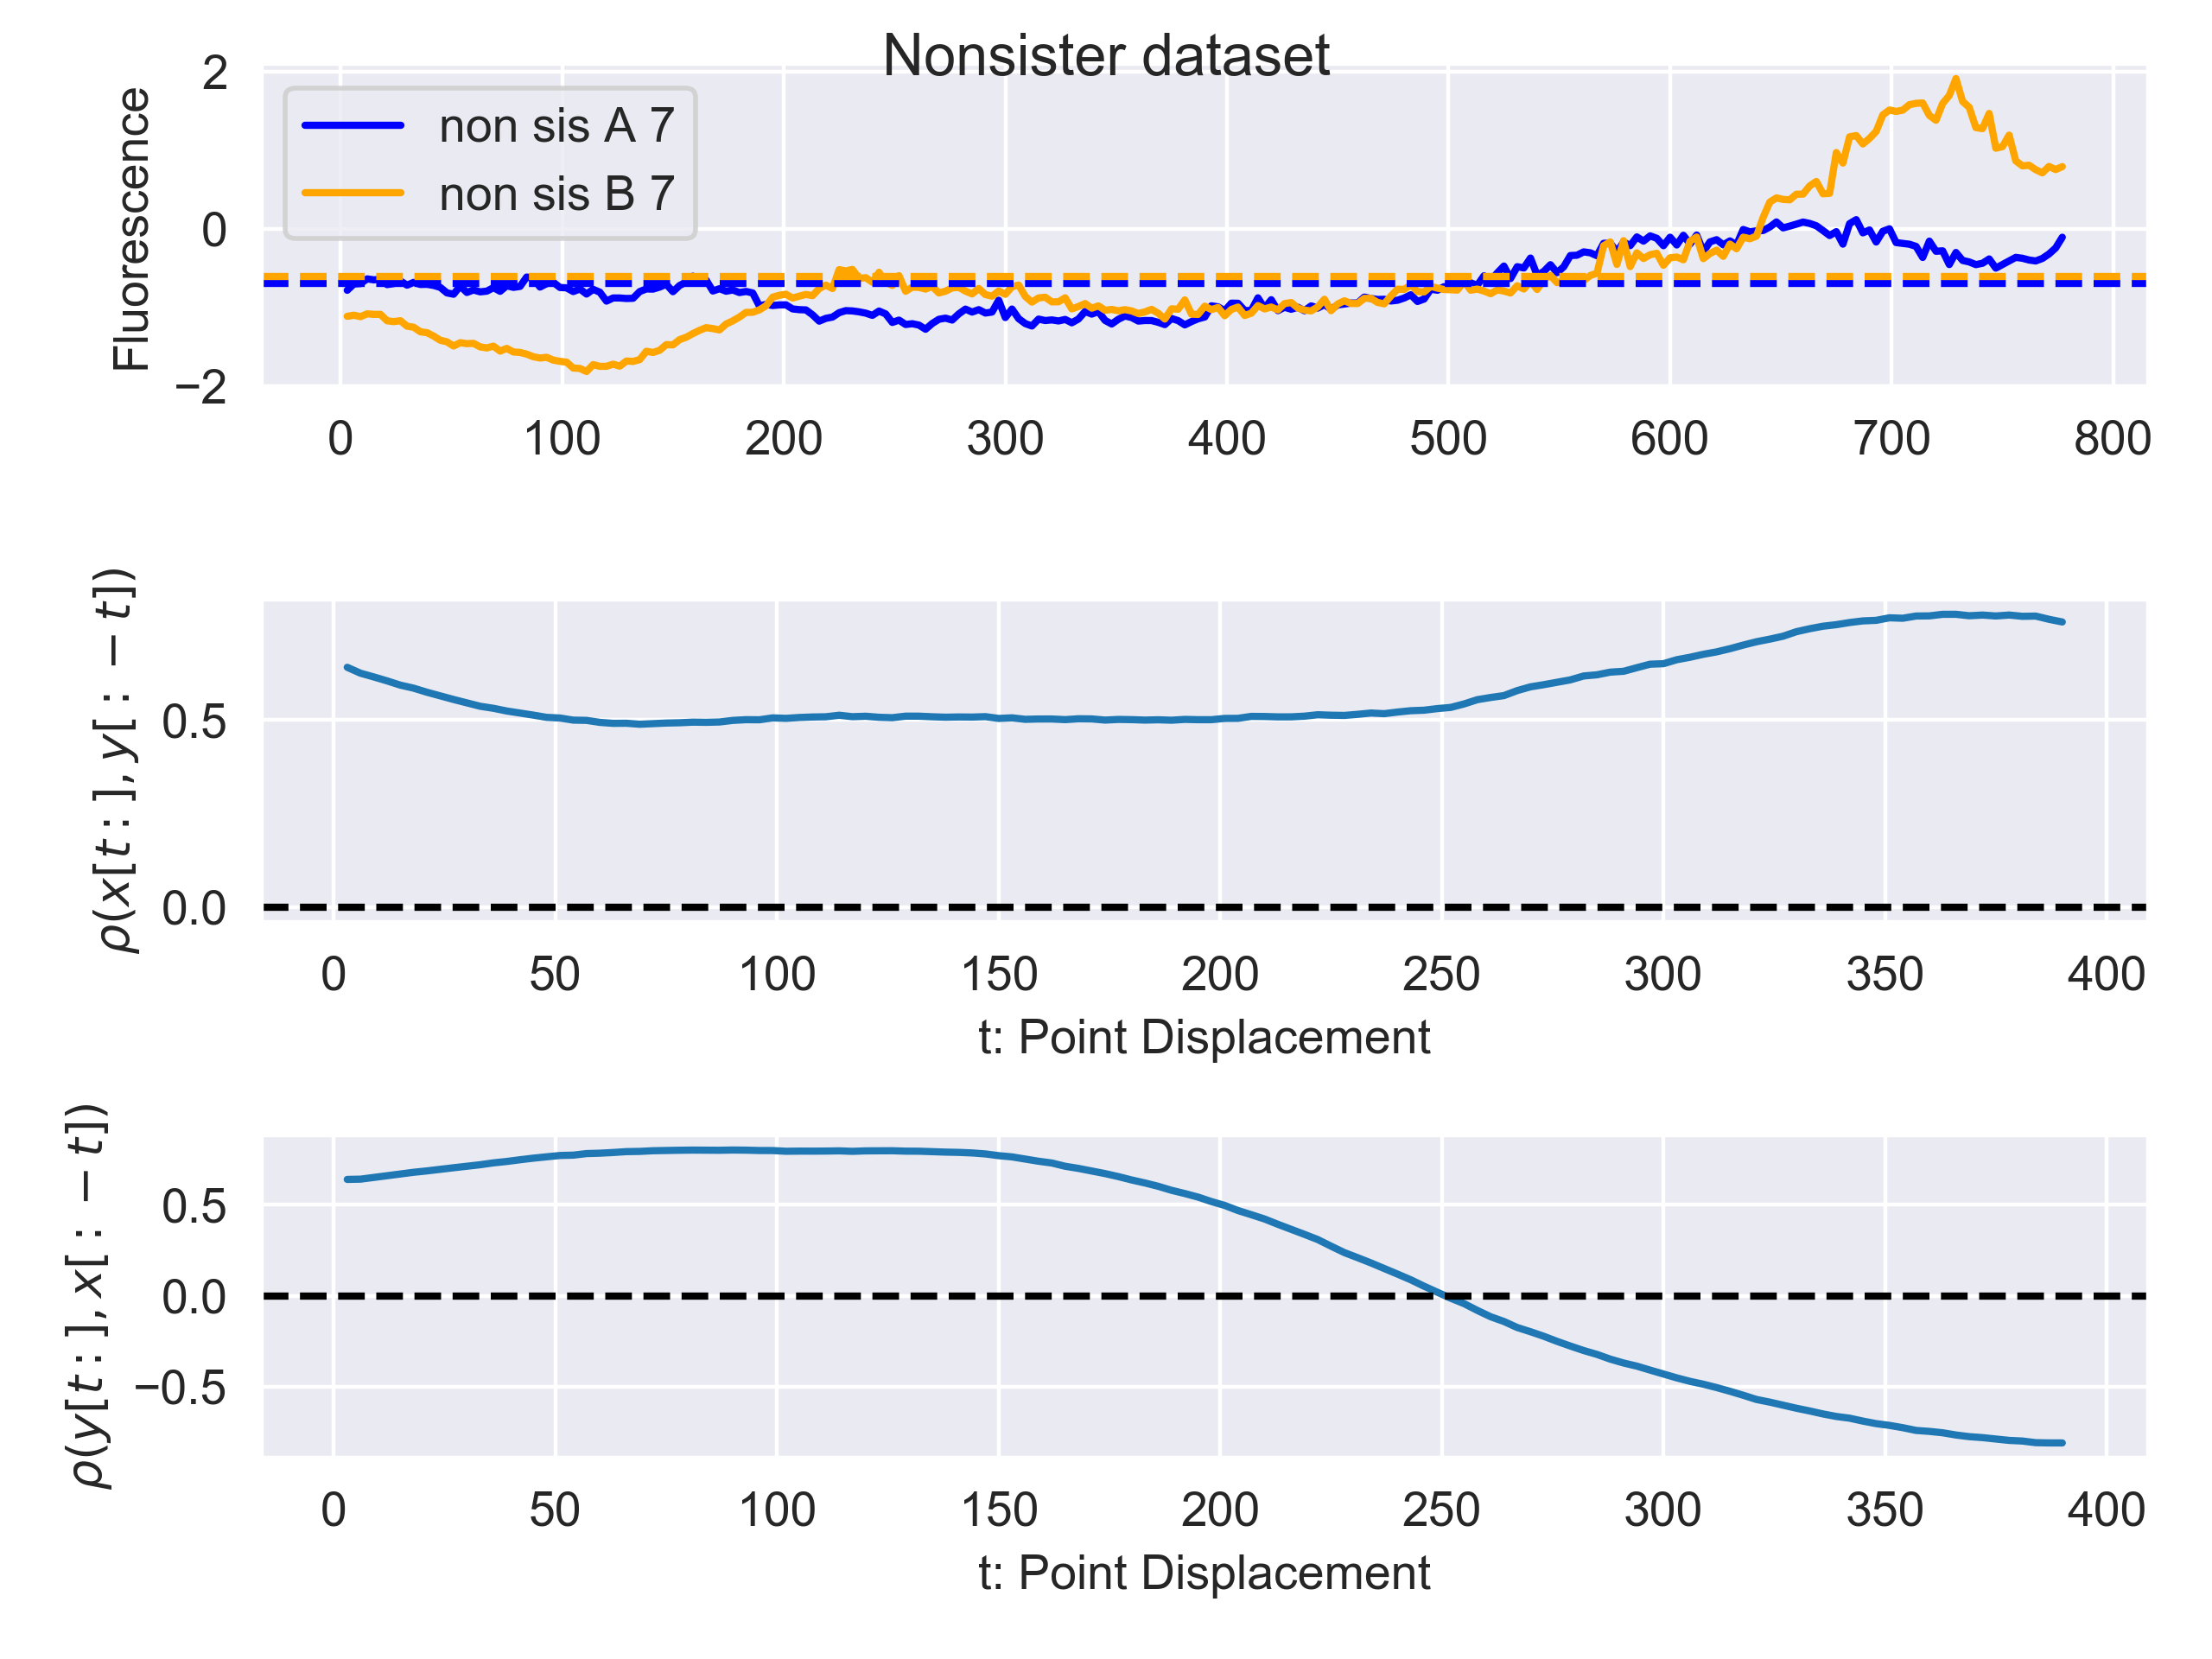 Nonsister dataset
Fluorescence
2
0
−2
non sis A 7
non sis B 7
0 100 200 300 400 500 600 700 800
ρ(x[t:], y[: − t])
0.5
0.0
0 50 100 150 200 250 300 350 400
t: Point Displacement
ρ(y[t:], x[: − t])
0.5
0.0
−0.5
0 50 100 150 200 250 300 350 400
t: Point Displacement